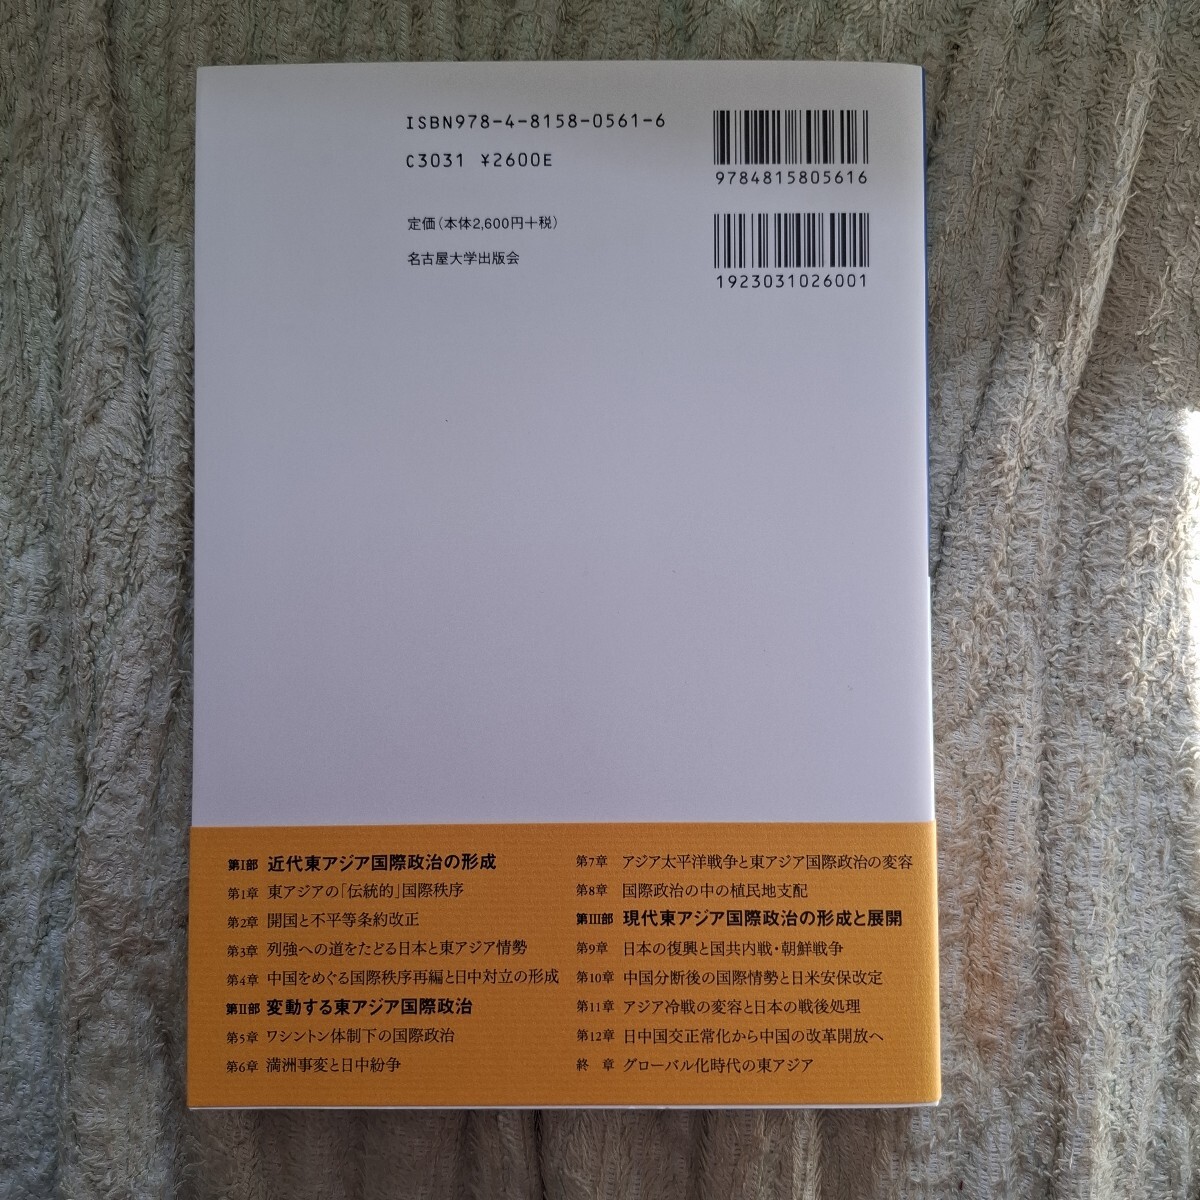 ISBN978-4-8158-0561-6
C3031 ¥2600E
定価(本体2,600円+税)
名古屋大学出版会
9784815805616
1923031026001
第I部 近代東アジア国際政治の形成
第1章 東アジアの「伝統的」国際秩序
第2章 開国と不平等条約改正
第3章 列強への道をたどる日本と東アジア情勢
第4章 中国をめぐる国際秩序再編と日中対立の形成
第II部 変動する東アジア国際政治
第5章 ワシントン体制下の国際政治
第6章 満洲事変と日中紛争
第7章 アジア太平洋戦争と東アジア国際政治の変容
第8章 国際政治の中の植民地支配
第III部 現代東アジア国際政治の形成と展開
第9章 日本の復興と国共内戦・朝鮮戦争
第10章 中国分断後の国際情勢と日米安保改定
第11章 アジア冷戦の変容と日本の戦後処理
第12章 日中国交正常化から中国の改革開放へ
終 章 グローバル化時代の東アジア